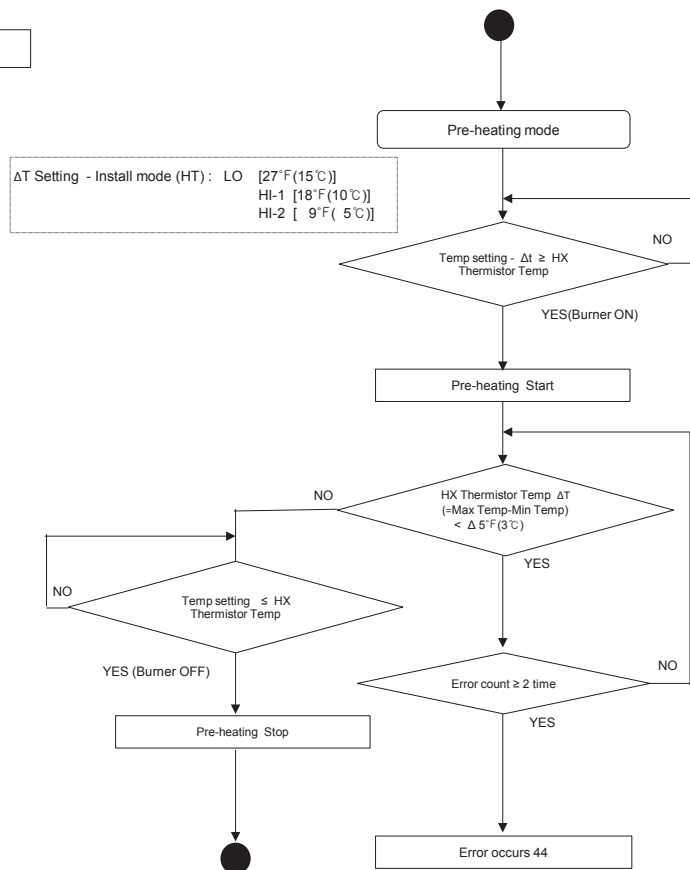 Pre-heating mode
ΔT Setting - Install mode (HT) : LO [27°F(15℃)]
HI-1 [18°F(10℃)]
HI-2 [ 9°F( 5℃)]
NO
Temp setting - Δt ≥ HX
Thermistor Temp
YES(Burner ON)
Pre-heating Start
NO
HX Thermistor Temp ΔT
(=Max Temp-Min Temp)
< Δ 5°F(3℃)
YES
NO
Temp setting ≤ HX
Thermistor Temp
YES (Burner OFF)
NO
Error count ≥ 2 time
YES
Pre-heating Stop
Error occurs 44